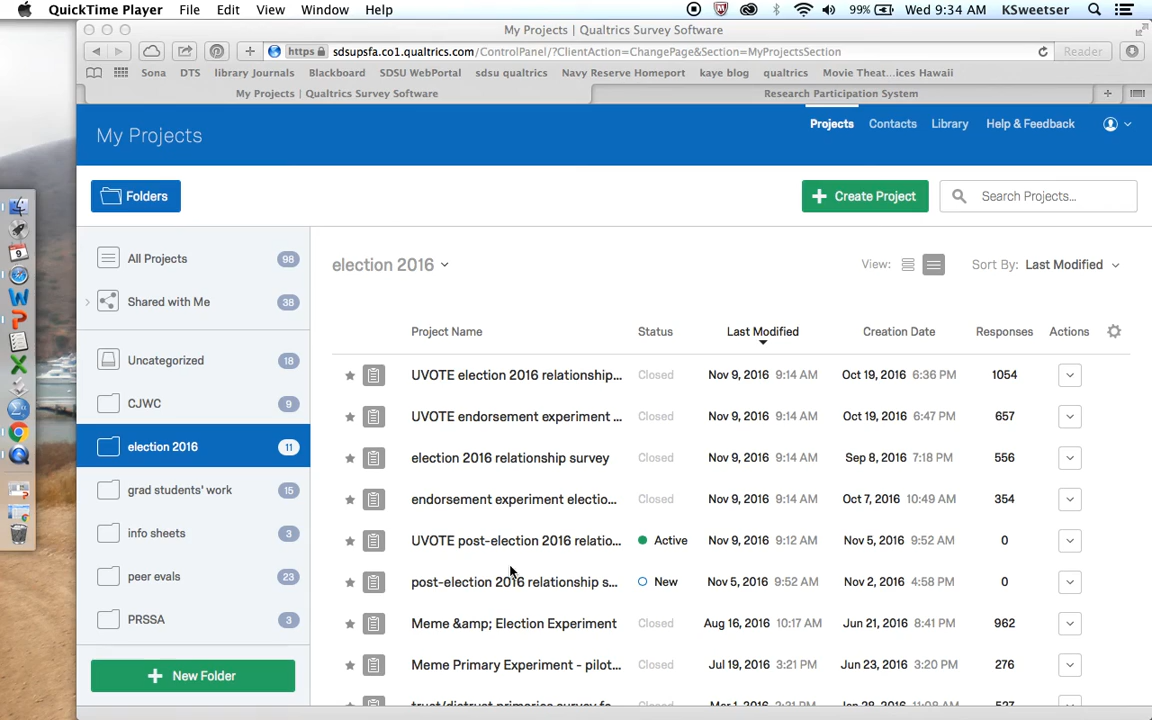 QuickTime Player File Edit View Window Help 99% Wed 9:34 AM KSweetser
My Projects | Qualtrics Survey Software
https sdsupsfa.co1.qualtrics.com/ControlPanel/?ClientAction=ChangePage&Section=MyProjectsSection Reader
Sona DTS library Journals Blackboard SDSU WebPortal sdsu qualtrics Navy Reserve Homeport kaye blog qualtrics Movie Theat...ices Hawaii
My Projects | Qualtrics Survey Software Research Participation System
My Projects Projects Contacts Library Help & Feedback
Folders Create Project Search Projects...
All Projects 98
Shared with Me 38
Uncategorized 18
CJWC 9
election 2016 11
grad students' work 15
info sheets 3
peer evals 23
PRSSA 3
New Folder
election 2016 View: Sort By: Last Modified
Project Name Status Last Modified Creation Date Responses Actions
UVOTE election 2016 relationship... Closed Nov 9, 2016 9:14 AM Oct 19, 2016 6:36 PM 1054
UVOTE endorsement experiment ... Closed Nov 9, 2016 9:14 AM Oct 19, 2016 6:47 PM 657
election 2016 relationship survey Closed Nov 9, 2016 9:14 AM Sep 8, 2016 7:18 PM 556
endorsement experiment electio... Closed Nov 9, 2016 9:14 AM Oct 7, 2016 10:49 AM 354
UVOTE post-election 2016 relatio... Active Nov 9, 2016 9:12 AM Nov 5, 2016 9:52 AM 0
post-election 2016 relationship s... New Nov 5, 2016 9:52 AM Nov 2, 2016 4:58 PM 0
Meme &amp; Election Experiment Closed Aug 16, 2016 10:17 AM Jun 21, 2016 8:41 PM 962
Meme Primary Experiment - pilot... Closed Jul 19, 2016 3:21 PM Jun 23, 2016 3:20 PM 276